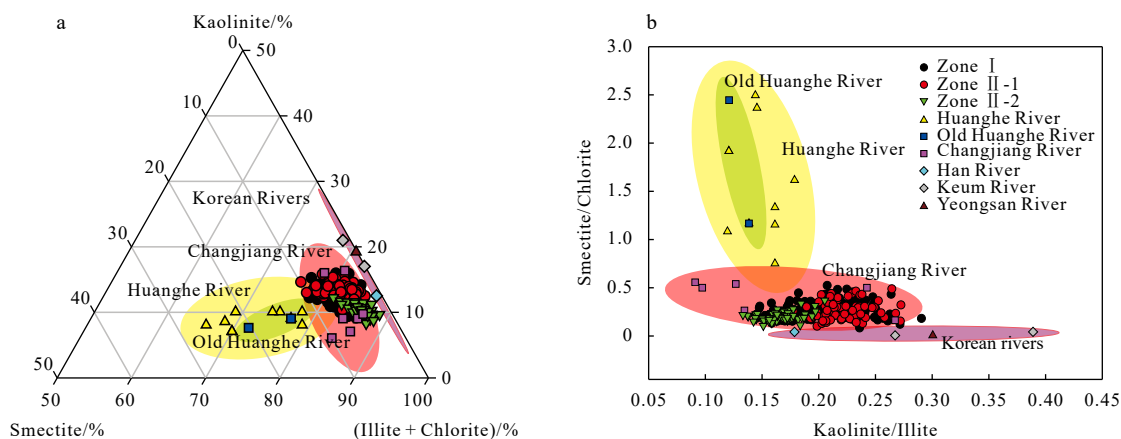 a
Kaolinite/%
0
50
10
40
20
30
Korean Rivers
30
20
Changjiang River
40
Huanghe River
10
Old Huanghe River
50
0
50
60
70
80
90
100
Smectite/%
(Illite + Chlorite)/%
b
3.0
2.5
2.0
1.5
1.0
0.5
0
Smectite/Chlorite
Old Huanghe River
Huanghe River
Changjiang River
Korean rivers
Zone Ⅰ
Zone Ⅱ-1
Zone Ⅱ-2
Huanghe River
Old Huanghe River
Changjiang River
Han River
Keum River
Yeongsan River
0.05
0.10
0.15
0.20
0.25
0.30
0.35
0.40
0.45
Kaolinite/Illite